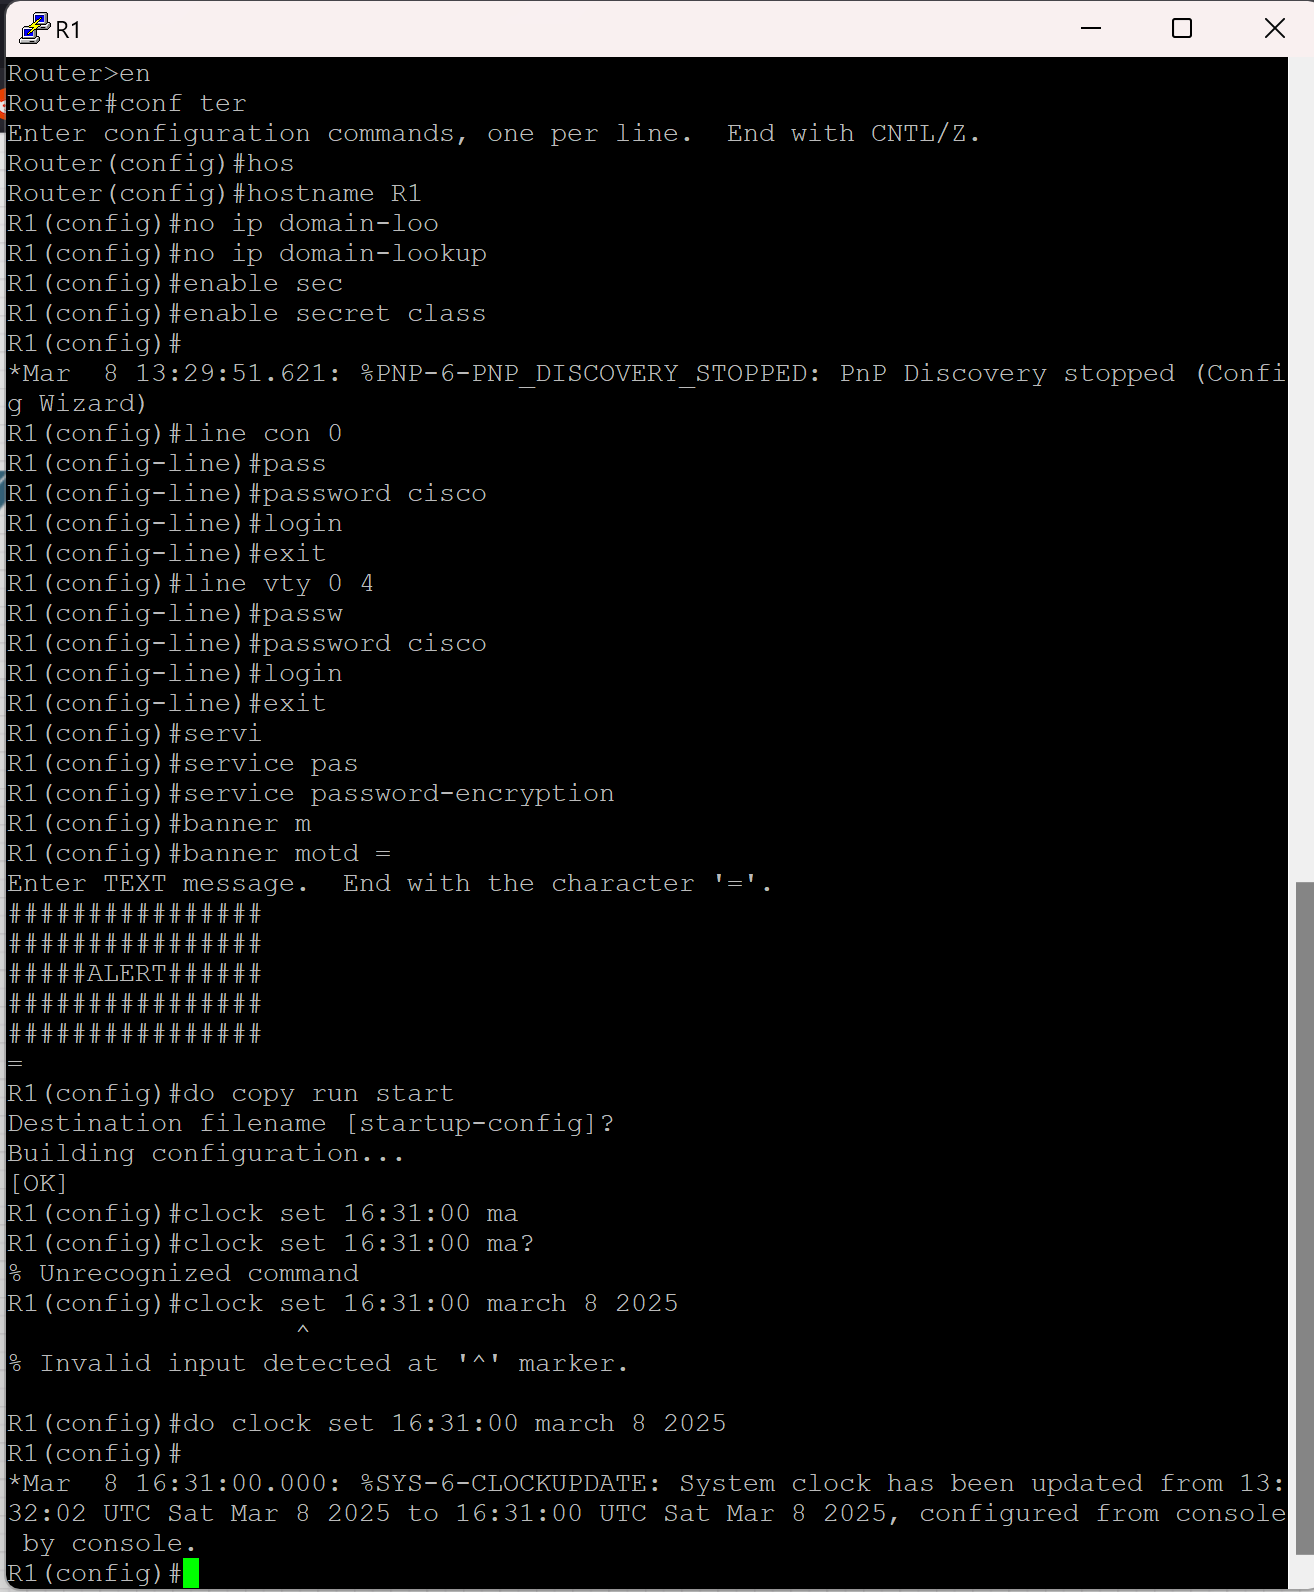 R1
Router>en
Router#conf ter
Enter configuration commands, one per line.  End with CNTL/Z.
Router(config)#hos
Router(config)#hostname R1
R1(config)#no ip domain-loo
R1(config)#no ip domain-lookup
R1(config)#enable sec
R1(config)#enable secret class
R1(config)#
*Mar  8 13:29:51.621: %PNP-6-PNP_DISCOVERY_STOPPED: PnP Discovery stopped (Confi
g Wizard)
R1(config)#line con 0
R1(config-line)#pass
R1(config-line)#password cisco
R1(config-line)#login
R1(config-line)#exit
R1(config)#line vty 0 4
R1(config-line)#passw
R1(config-line)#password cisco
R1(config-line)#login
R1(config-line)#exit
R1(config)#servi
R1(config)#service pas
R1(config)#service password-encryption
R1(config)#banner m
R1(config)#banner motd =
Enter TEXT message.  End with the character '='.
################
################
#####ALERT######
################
################
=
R1(config)#do copy run start
Destination filename [startup-config]?
Building configuration...
[OK]
R1(config)#clock set 16:31:00 ma
R1(config)#clock set 16:31:00 ma?
% Unrecognized command
R1(config)#clock set 16:31:00 march 8 2025
                  ^
% Invalid input detected at '^' marker.

R1(config)#do clock set 16:31:00 march 8 2025
R1(config)#
*Mar  8 16:31:00.000: %SYS-6-CLOCKUPDATE: System clock has been updated from 13:
32:02 UTC Sat Mar 8 2025 to 16:31:00 UTC Sat Mar 8 2025, configured from console
 by console.
R1(config)#